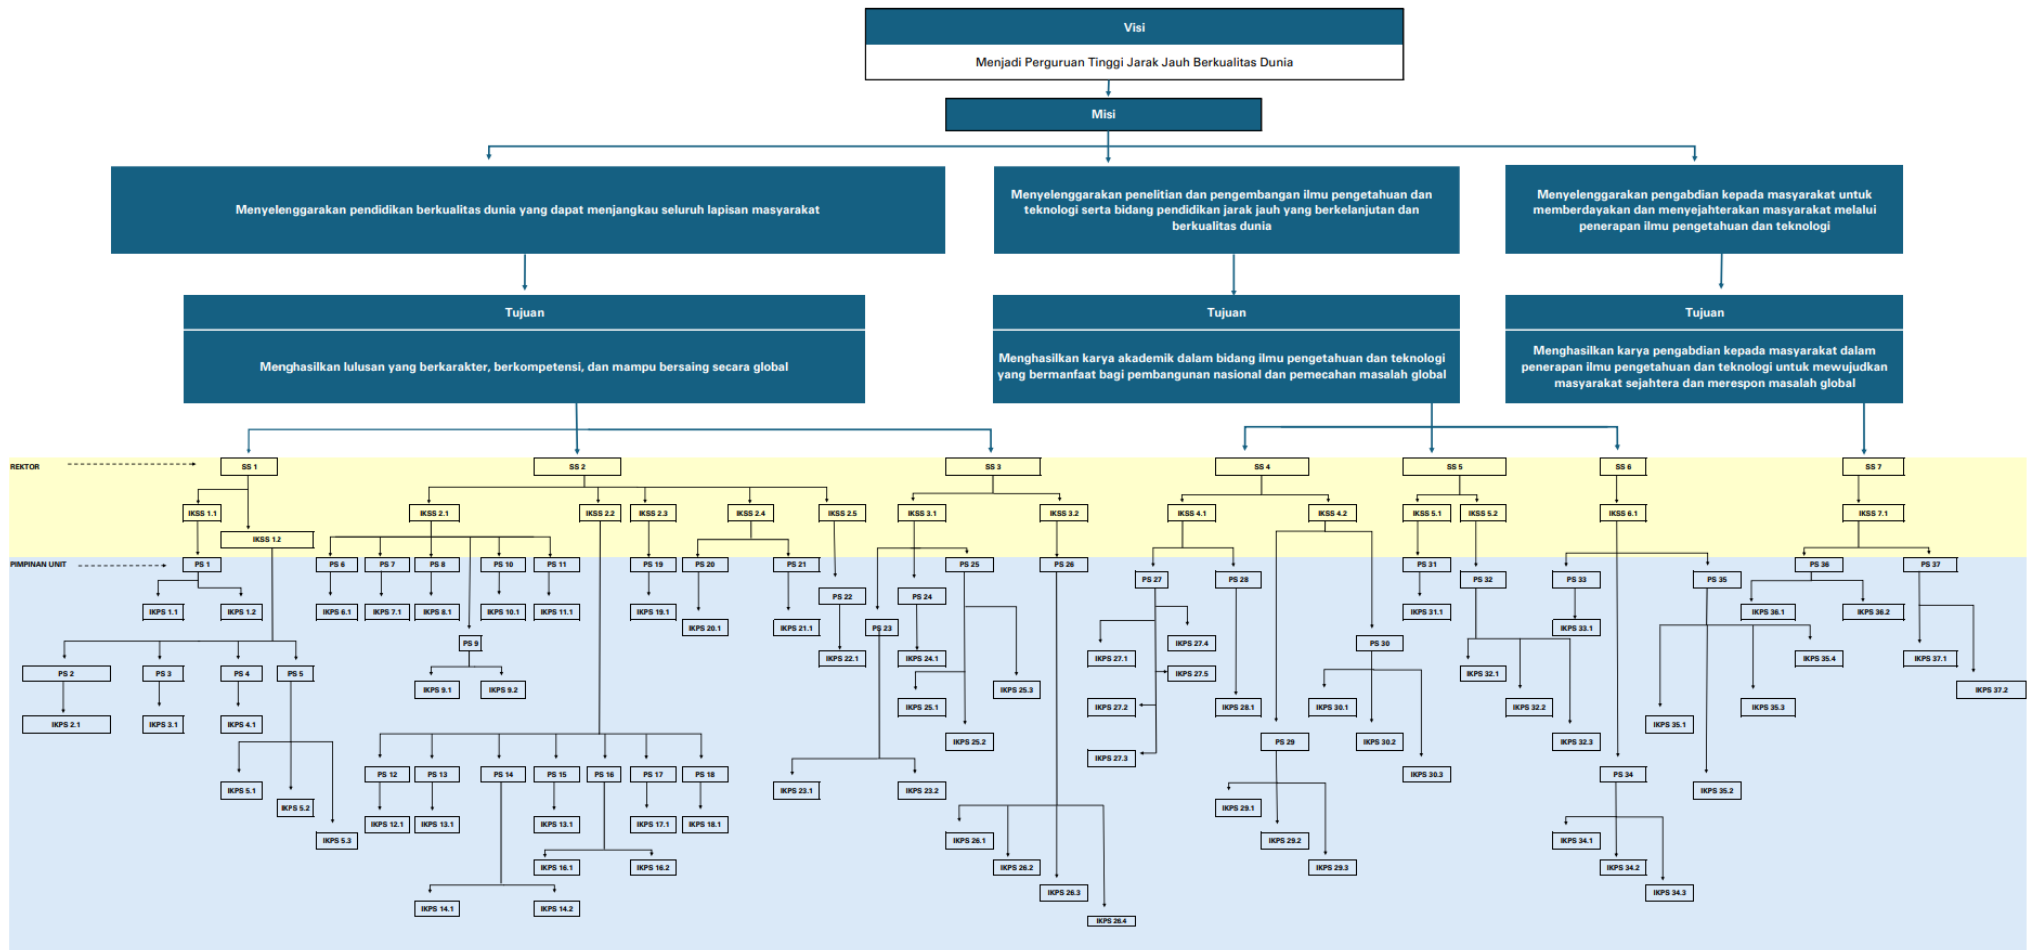 Visi
Menjadi Perguruan Tinggi Jarak Jauh Berkualitas Dunia
Misi
Menyelenggarakan pendidikan berkualitas dunia yang dapat menjangkau seluruh lapisan masyarakat
Menyelenggarakan penelitian dan pengembangan ilmu pengetahuan dan
teknologi serta bidang pendidikan jarak jauh yang berkelanjutan dan
berkualitas dunia
Menyelenggarakan pengabdian kepada masyarakat untuk
memberdayakan dan menyejahterakan masyarakat melalui
penerapan ilmu pengetahuan dan teknologi
Tujuan
Menghasilkan lulusan yang berkarakter, berkompetensi, dan mampu bersaing secara global
Tujuan
Menghasilkan karya akademik dalam bidang ilmu pengetahuan dan teknologi
yang bermanfaat bagi pembangunan nasional dan pemecahan masalah global
Tujuan
Menghasilkan karya pengabdian kepada masyarakat dalam
penerapan ilmu pengetahuan dan teknologi untuk mewujudkan
masyarakat sejahtera dan merespon masalah global
REKTOR
SS 1
SS 2
SS 3
SS 4
SS 5
SS 6
SS 7
IKSS 1.1
IKSS 2.1
IKSS 2.2
IKSS 2.3
IKSS 2.4
IKSS 2.5
IKSS 3.1
IKSS 3.2
IKSS 4.1
IKSS 4.2
IKSS 5.1
IKSS 5.2
IKSS 6.1
IKSS 7.1
IKSS 1.2
PIMPINAN UNIT
PS 1
PS 6
PS 7
PS 8
PS 10
PS 11
PS 19
PS 20
PS 21
PS 25
PS 26
PS 31
PS 36
PS 37
PS 27
PS 28
PS 32
PS 33
PS 35
PS 22
PS 24
IKPS 1.1
IKPS 1.2
IKPS 6.1
IKPS 7.1
IKPS 8.1
IKPS 10.1
IKPS 11.1
IKPS 19.1
IKPS 31.1
IKPS 36.1
IKPS 36.2
IKPS 20.1
IKPS 21.1
PS 23
IKPS 33.1
PS 9
IKPS 27.4
PS 30
IKPS 22.1
IKPS 24.1
IKPS 27.1
IKPS 35.4
IKPS 37.1
PS 2
PS 3
PS 4
PS 5
IKPS 27.5
IKPS 32.1
IKPS 9.1
IKPS 9.2
IKPS 25.3
IKPS 37.2
IKPS 25.1
IKPS 27.2
IKPS 28.1
IKPS 30.1
IKPS 32.2
IKPS 35.3
IKPS 2.1
IKPS 3.1
IKPS 4.1
IKPS 35.1
IKPS 25.2
PS 29
IKPS 30.2
IKPS 32.3
IKPS 27.3
PS 12
PS 13
PS 14
PS 15
PS 16
PS 17
PS 18
IKPS 30.3
PS 34
IKPS 5.1
IKPS 23.1
IKPS 23.2
IKPS 35.2
IKPS 5.2
IKPS 29.1
IKPS 12.1
IKPS 13.1
IKPS 13.1
IKPS 17.1
IKPS 18.1
IKPS 5.3
IKPS 26.1
IKPS 29.2
IKPS 34.1
IKPS 16.1
IKPS 16.2
IKPS 26.2
IKPS 29.3
IKPS 34.2
IKPS 26.3
IKPS 34.3
IKPS 14.1
IKPS 14.2
IKPS 26.4